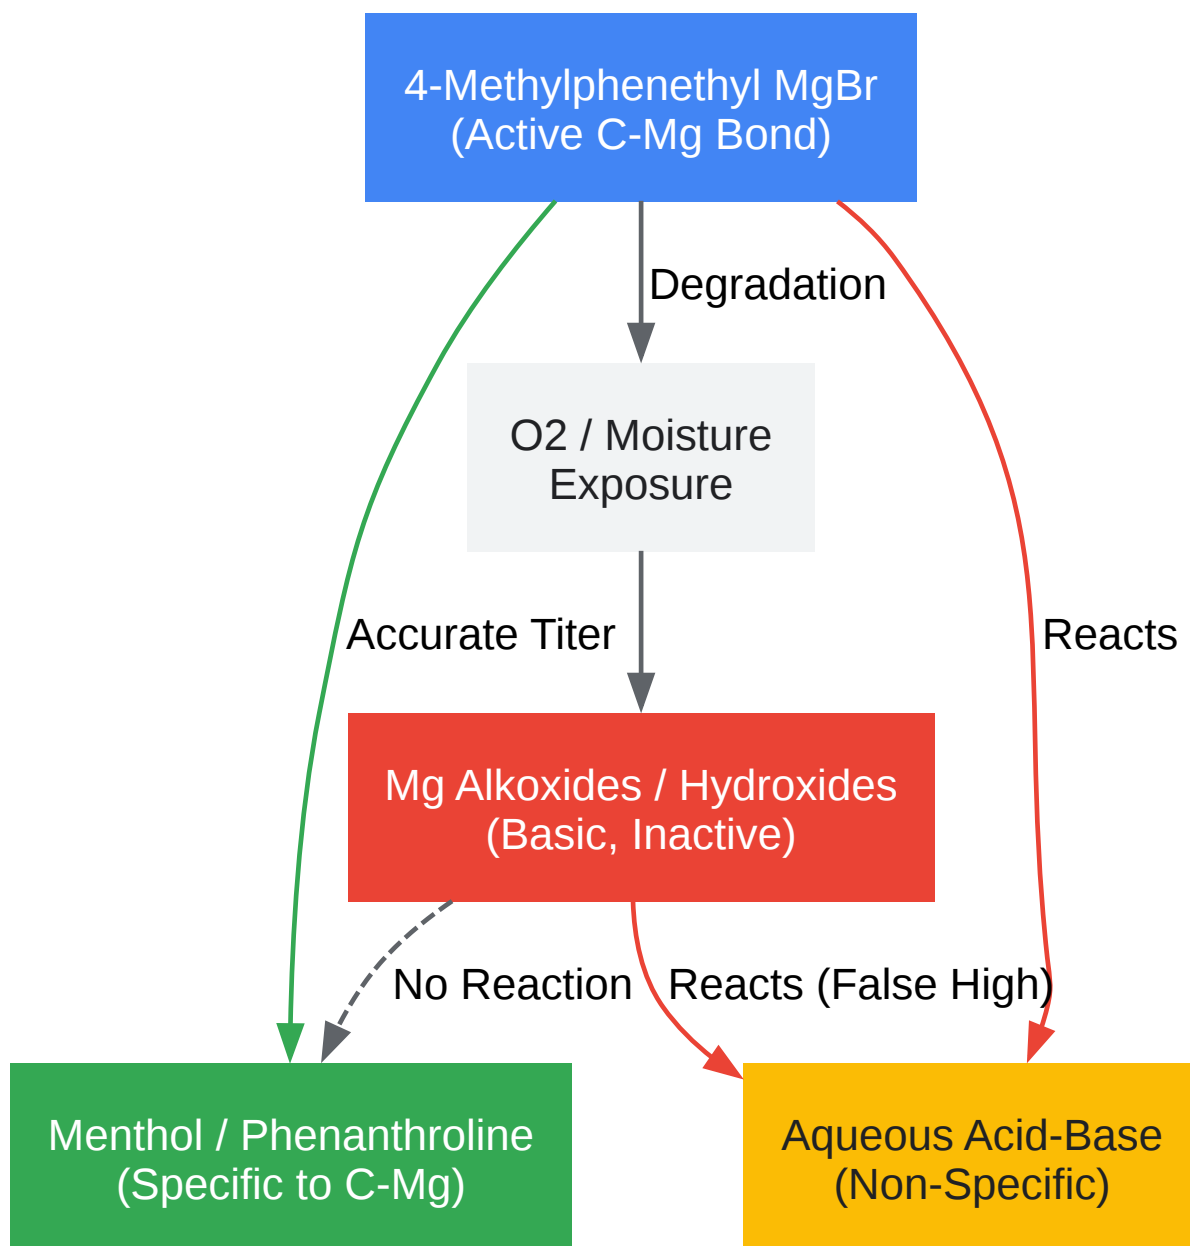 4-Methylphenethyl MgBr
(Active C-Mg Bond)
Degradation
O2 / Moisture
Exposure
Accurate Titer
Reacts
Mg Alkoxides / Hydroxides
(Basic, Inactive)
No Reaction
Reacts (False High)
Menthol / Phenanthroline
(Specific to C-Mg)
Aqueous Acid-Base
(Non-Specific)